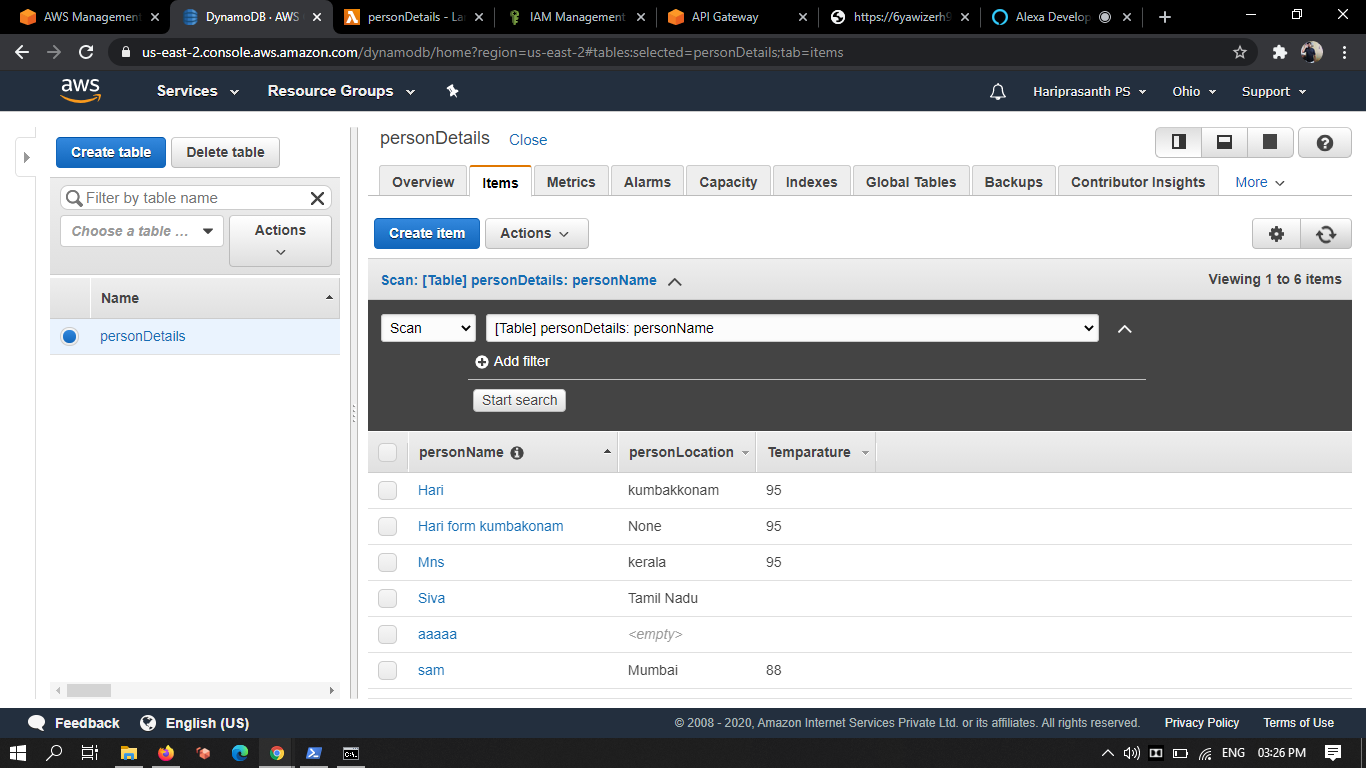 AWS Management
DynamoDB · AWS
personDetails - La
IAM Management
API Gateway
https://6yawizerh9
Alexa Develop
us-east-2.console.aws.amazon.com/dynamodb/home?region=us-east-2#tables:selected=personDetails;tab=items
aws
Services
Resource Groups
Hariprasanth PS
Ohio
Support
Create table
Delete table
Filter by table name
Choose a table ...
Actions
Name
personDetails
personDetails
Close
Overview
Items
Metrics
Alarms
Capacity
Indexes
Global Tables
Backups
Contributor Insights
More
Create item
Actions
Scan: [Table] personDetails: personName
Viewing 1 to 6 items
Scan
[Table] personDetails: personName
Add filter
Start search
personName personLocation Temparature
Hari kumbakkonam 95
Hari form kumbakonam None 95
Mns kerala 95
Siva Tamil Nadu
aaaaa <empty>
sam Mumbai 88
Feedback
English (US)
© 2008 - 2020, Amazon Internet Services Private Ltd. or its affiliates. All rights reserved.
Privacy Policy
Terms of Use
ENG
03:26 PM